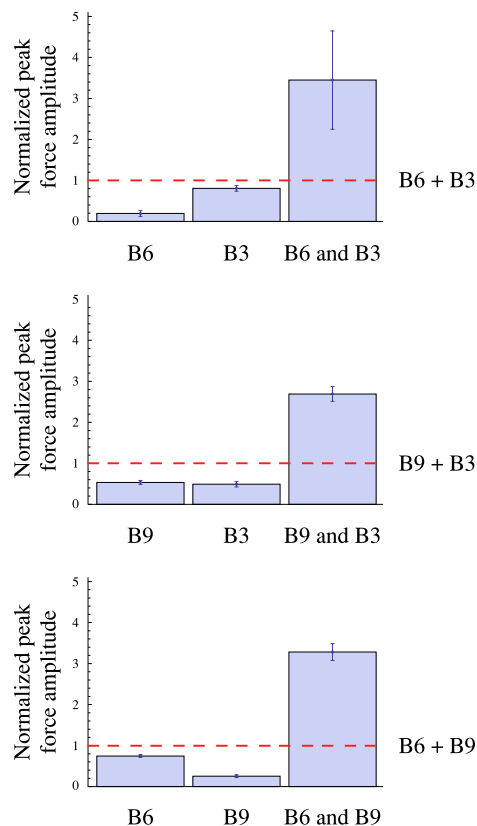 Normalized peak
force amplitude
5
4
3
2
1
0
B6 + B3
B6 B3 B6 and B3
Normalized peak
force amplitude
5
4
3
2
1
0
B9 + B3
B9 B3 B9 and B3
Normalized peak
force amplitude
5
4
3
2
1
0
B6 + B9
B6 B9 B6 and B9